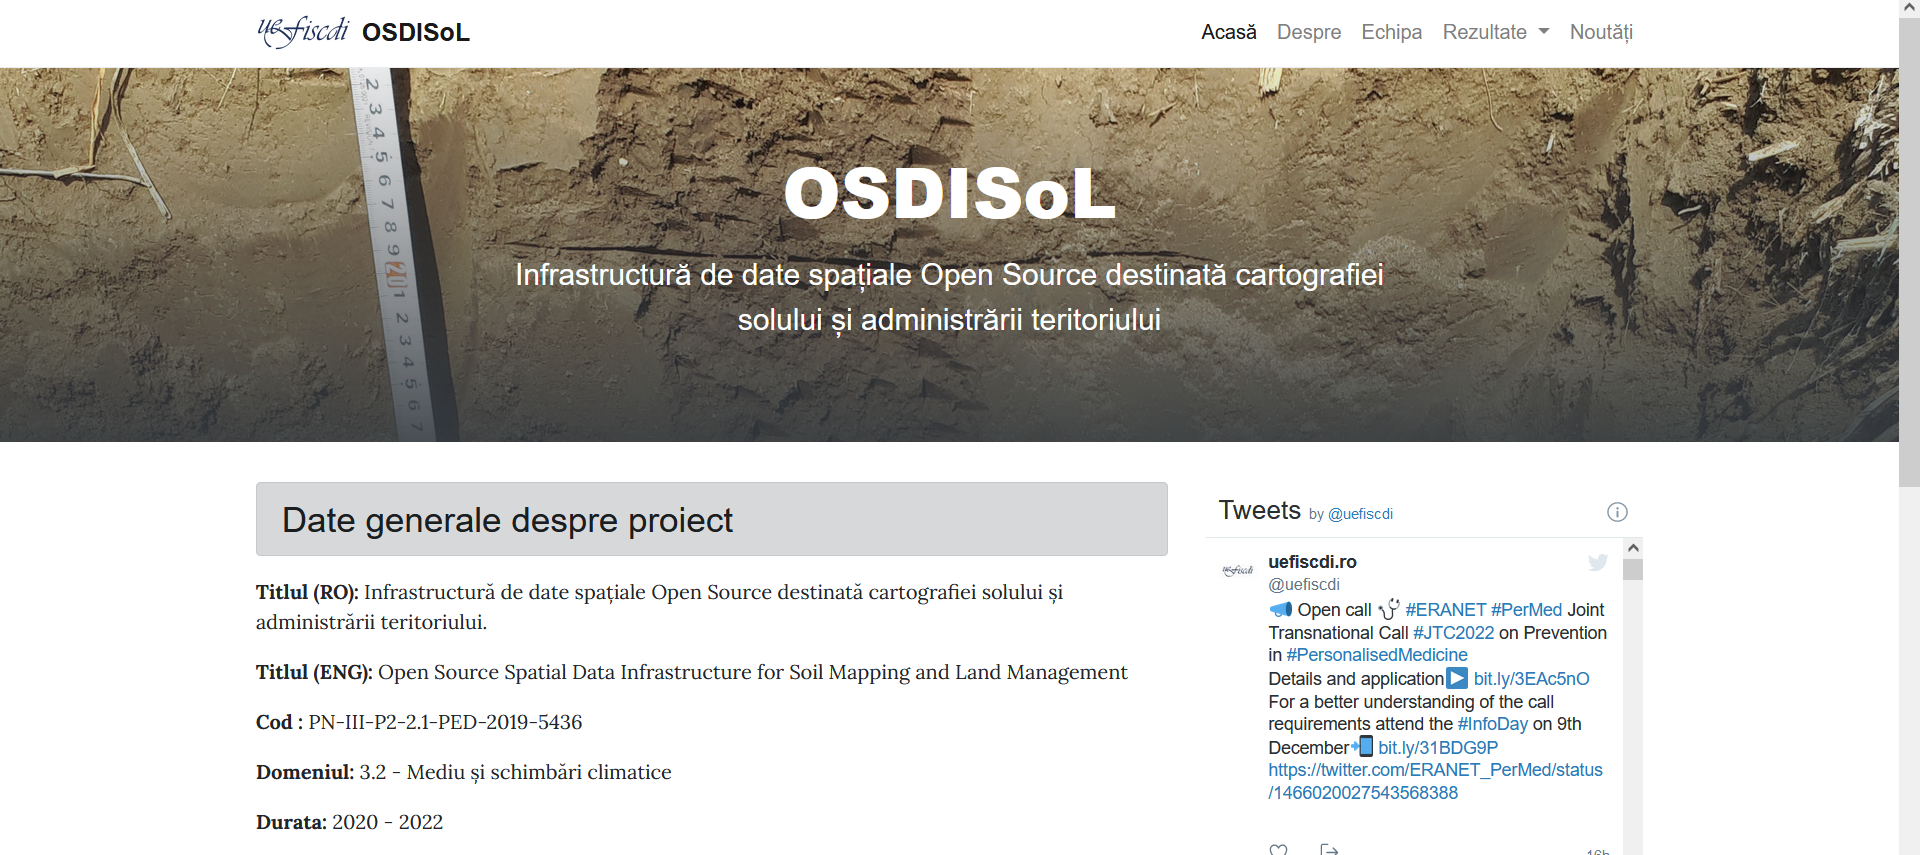 uefiscdi OSDISoL
Acasă Despre Echipa Rezultate Noutăți
2 3 4 5 6 7 8 9 1 2 3 4 5 6 7
OSDISoL
Infrastructură de date spațiale Open Source destinată cartografiei
solului și administrării teritoriului
Date generale despre proiect
Titlul (RO): Infrastructură de date spațiale Open Source destinată cartografiei solului și
administrării teritoriului.
Titlul (ENG): Open Source Spatial Data Infrastructure for Soil Mapping and Land Management
Cod : PN-III-P2-2.1-PED-2019-5436
Domeniul: 3.2 - Mediu și schimbări climatice
Durata: 2020 - 2022
Tweets by @uefiscdi
uefiscdi
uefiscdi.ro
@uefiscdi
Open call #ERANET #PerMed Joint
Transnational Call #JTC2022 on Prevention
in #PersonalisedMedicine
Details and application bit.ly/3EAc5nO
For a better understanding of the call
requirements attend the #InfoDay on 9th
December bit.ly/31BDG9P
https://twitter.com/ERANET_PerMed/status
/1466020027543568388